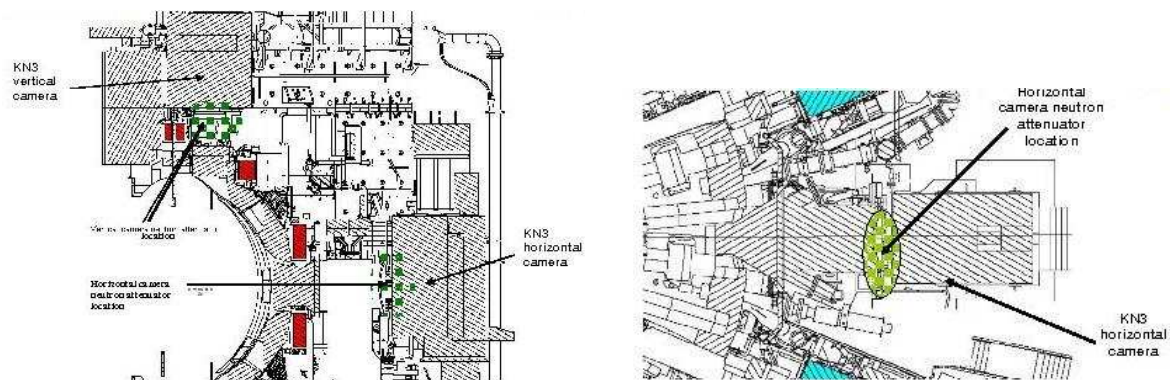 KN3
vertical
camera
location
Horizontal camera
neutron attenuator
location
KN3
horizontal
camera
Horizontal
camera neutron
attenuator
location
KN3
horizontal
camera